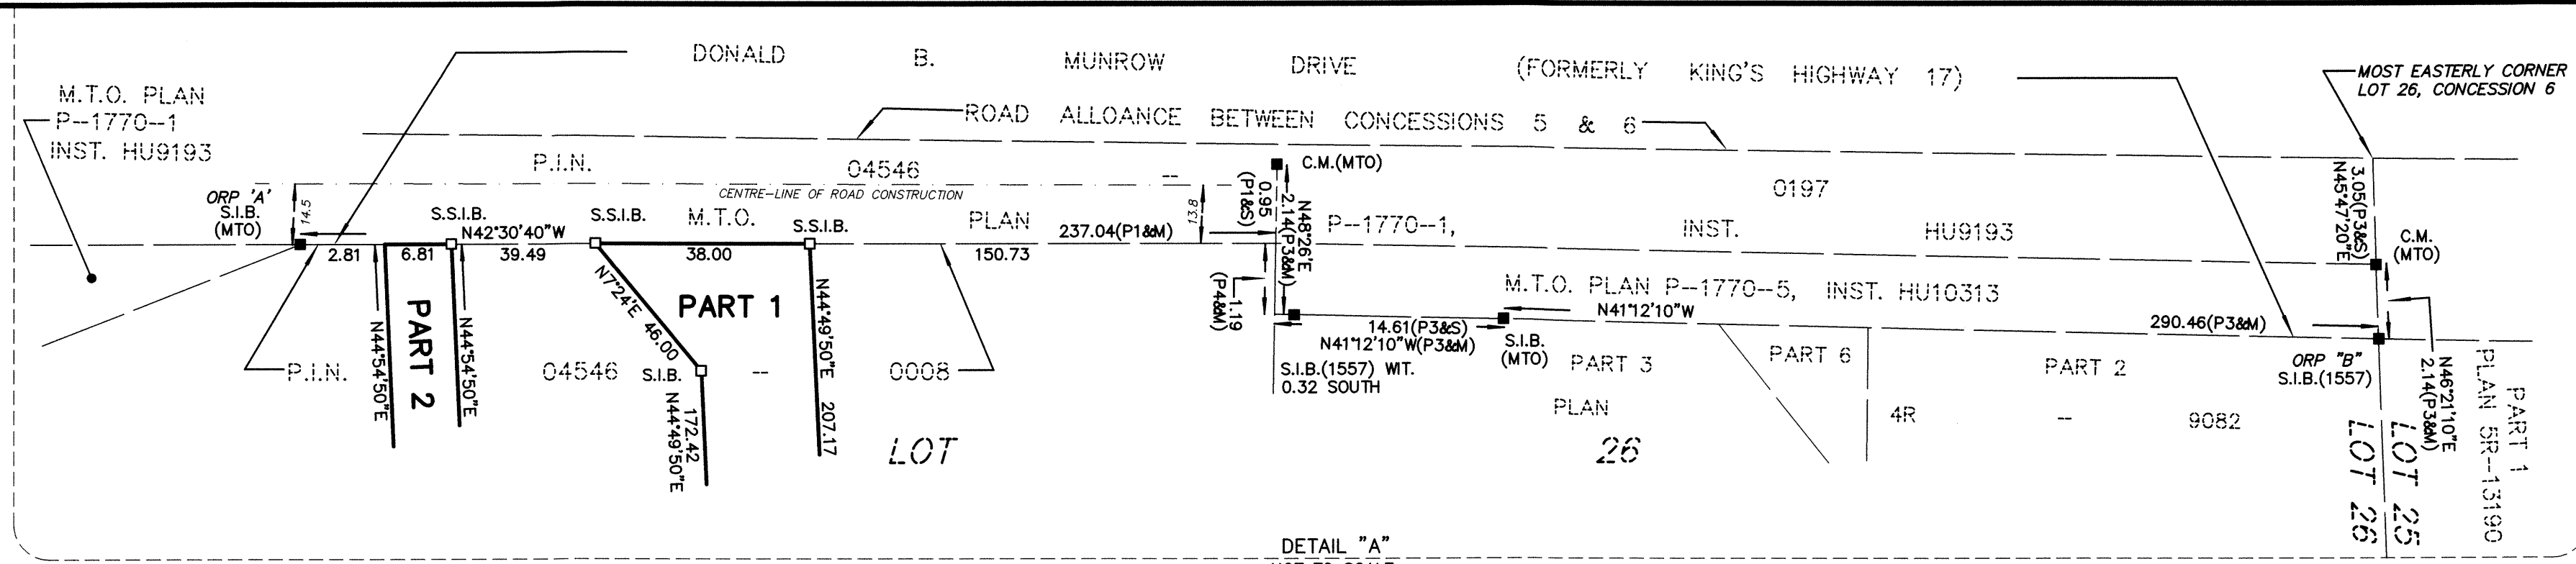 DONALD B. MUNROW DRIVE (FORMERLY KING'S HIGHWAY 17)
MOST EASTERLY CORNER
LOT 26, CONCESSION 6
M.T.O. PLAN
P--1770--1
INST. HU9193
ROAD ALLOANCE BETWEEN CONCESSIONS 5 & 6
P.I.N. 04546 -- 0197
C.M.(MTO)
CENTRE-LINE OF ROAD CONSTRUCTION
ORP 'A'
S.I.B.
(MTO)
14.5
S.S.I.B.
S.S.I.B.
M.T.O. PLAN P--1770--1, INST. HU9193
S.S.I.B.
13.8
0.95
(P1&S)
2.14(P3&M)
N48°26'E
3.05(P3&S)
N45°47'20"E
C.M.
(MTO)
N42°30'40"W
237.04(P1&M)
2.81
6.81
39.49
38.00
150.73
1.19
(P4&M)
M.T.O. PLAN P--1770--5, INST. HU10313
N41°12'10"W
14.61(P3&S)
N41°12'10"W(P3&M)
S.I.B.
(MTO)
290.46(P3&M)
N44°54'50"E
PART 2
N44°54'50"E
N7°24'E 46.00
PART 1
N44°49'50"E 207.17
P.I.N. 04546 -- 0008
S.I.B.
172.42
N44°49'50"E
S.I.B.(1557) WIT.
0.32 SOUTH
PART 3
PART 6
PART 2
ORP "B"
S.I.B.(1557)
N46°21'10"E
2.14(P3&M)
PLAN 4R -- 9082
PART 1
PLAN 5R--13190
LOT 26
LOT 25
LOT 26
DETAIL "A"